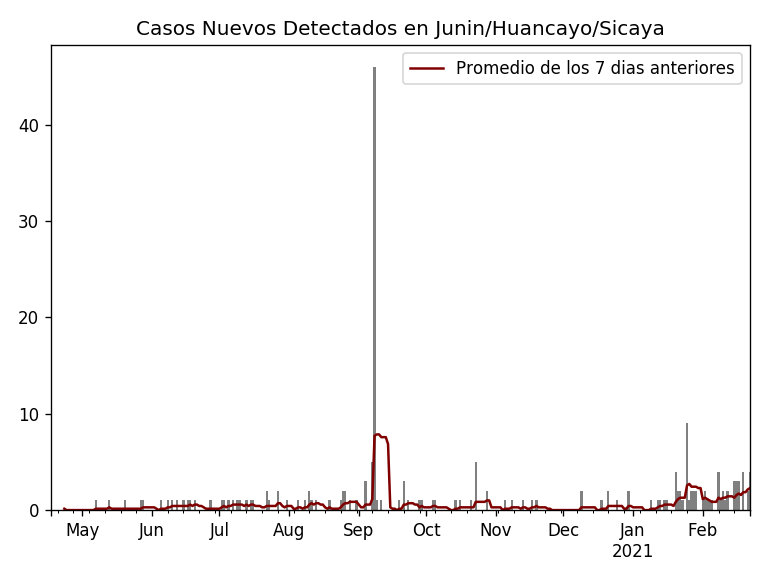 Casos Nuevos Detectados en Junin/Huancayo/Sicaya
Promedio de los 7 dias anteriores
40
30
20
10
0
May Jun Jul Aug Sep Oct Nov Dec Jan Feb
2021